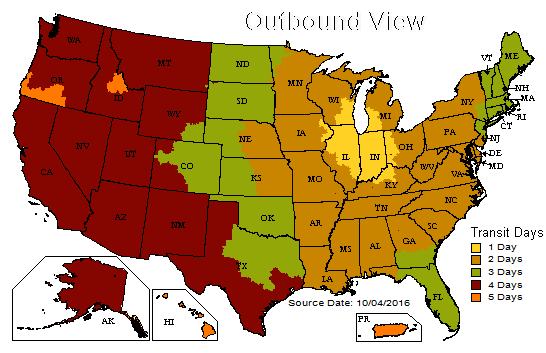 Outbound View
WA
MT
ND
MN
VT
ME
OR
ID
SD
WI
MI
NY
NH
MA
WY
IA
NE
PA
RI
CT
NV
UT
CO
IL
IN
OH
NJ
DE
MD
CA
KS
MO
WV
VA
KY
AZ
NM
OK
AR
TN
NC
SC
TX
MS
AL
GA
LA
FL
AK
HI
PR
Transit Days
1 Day
2 Days
3 Days
4 Days
5 Days
Source Date: 10/04/2016